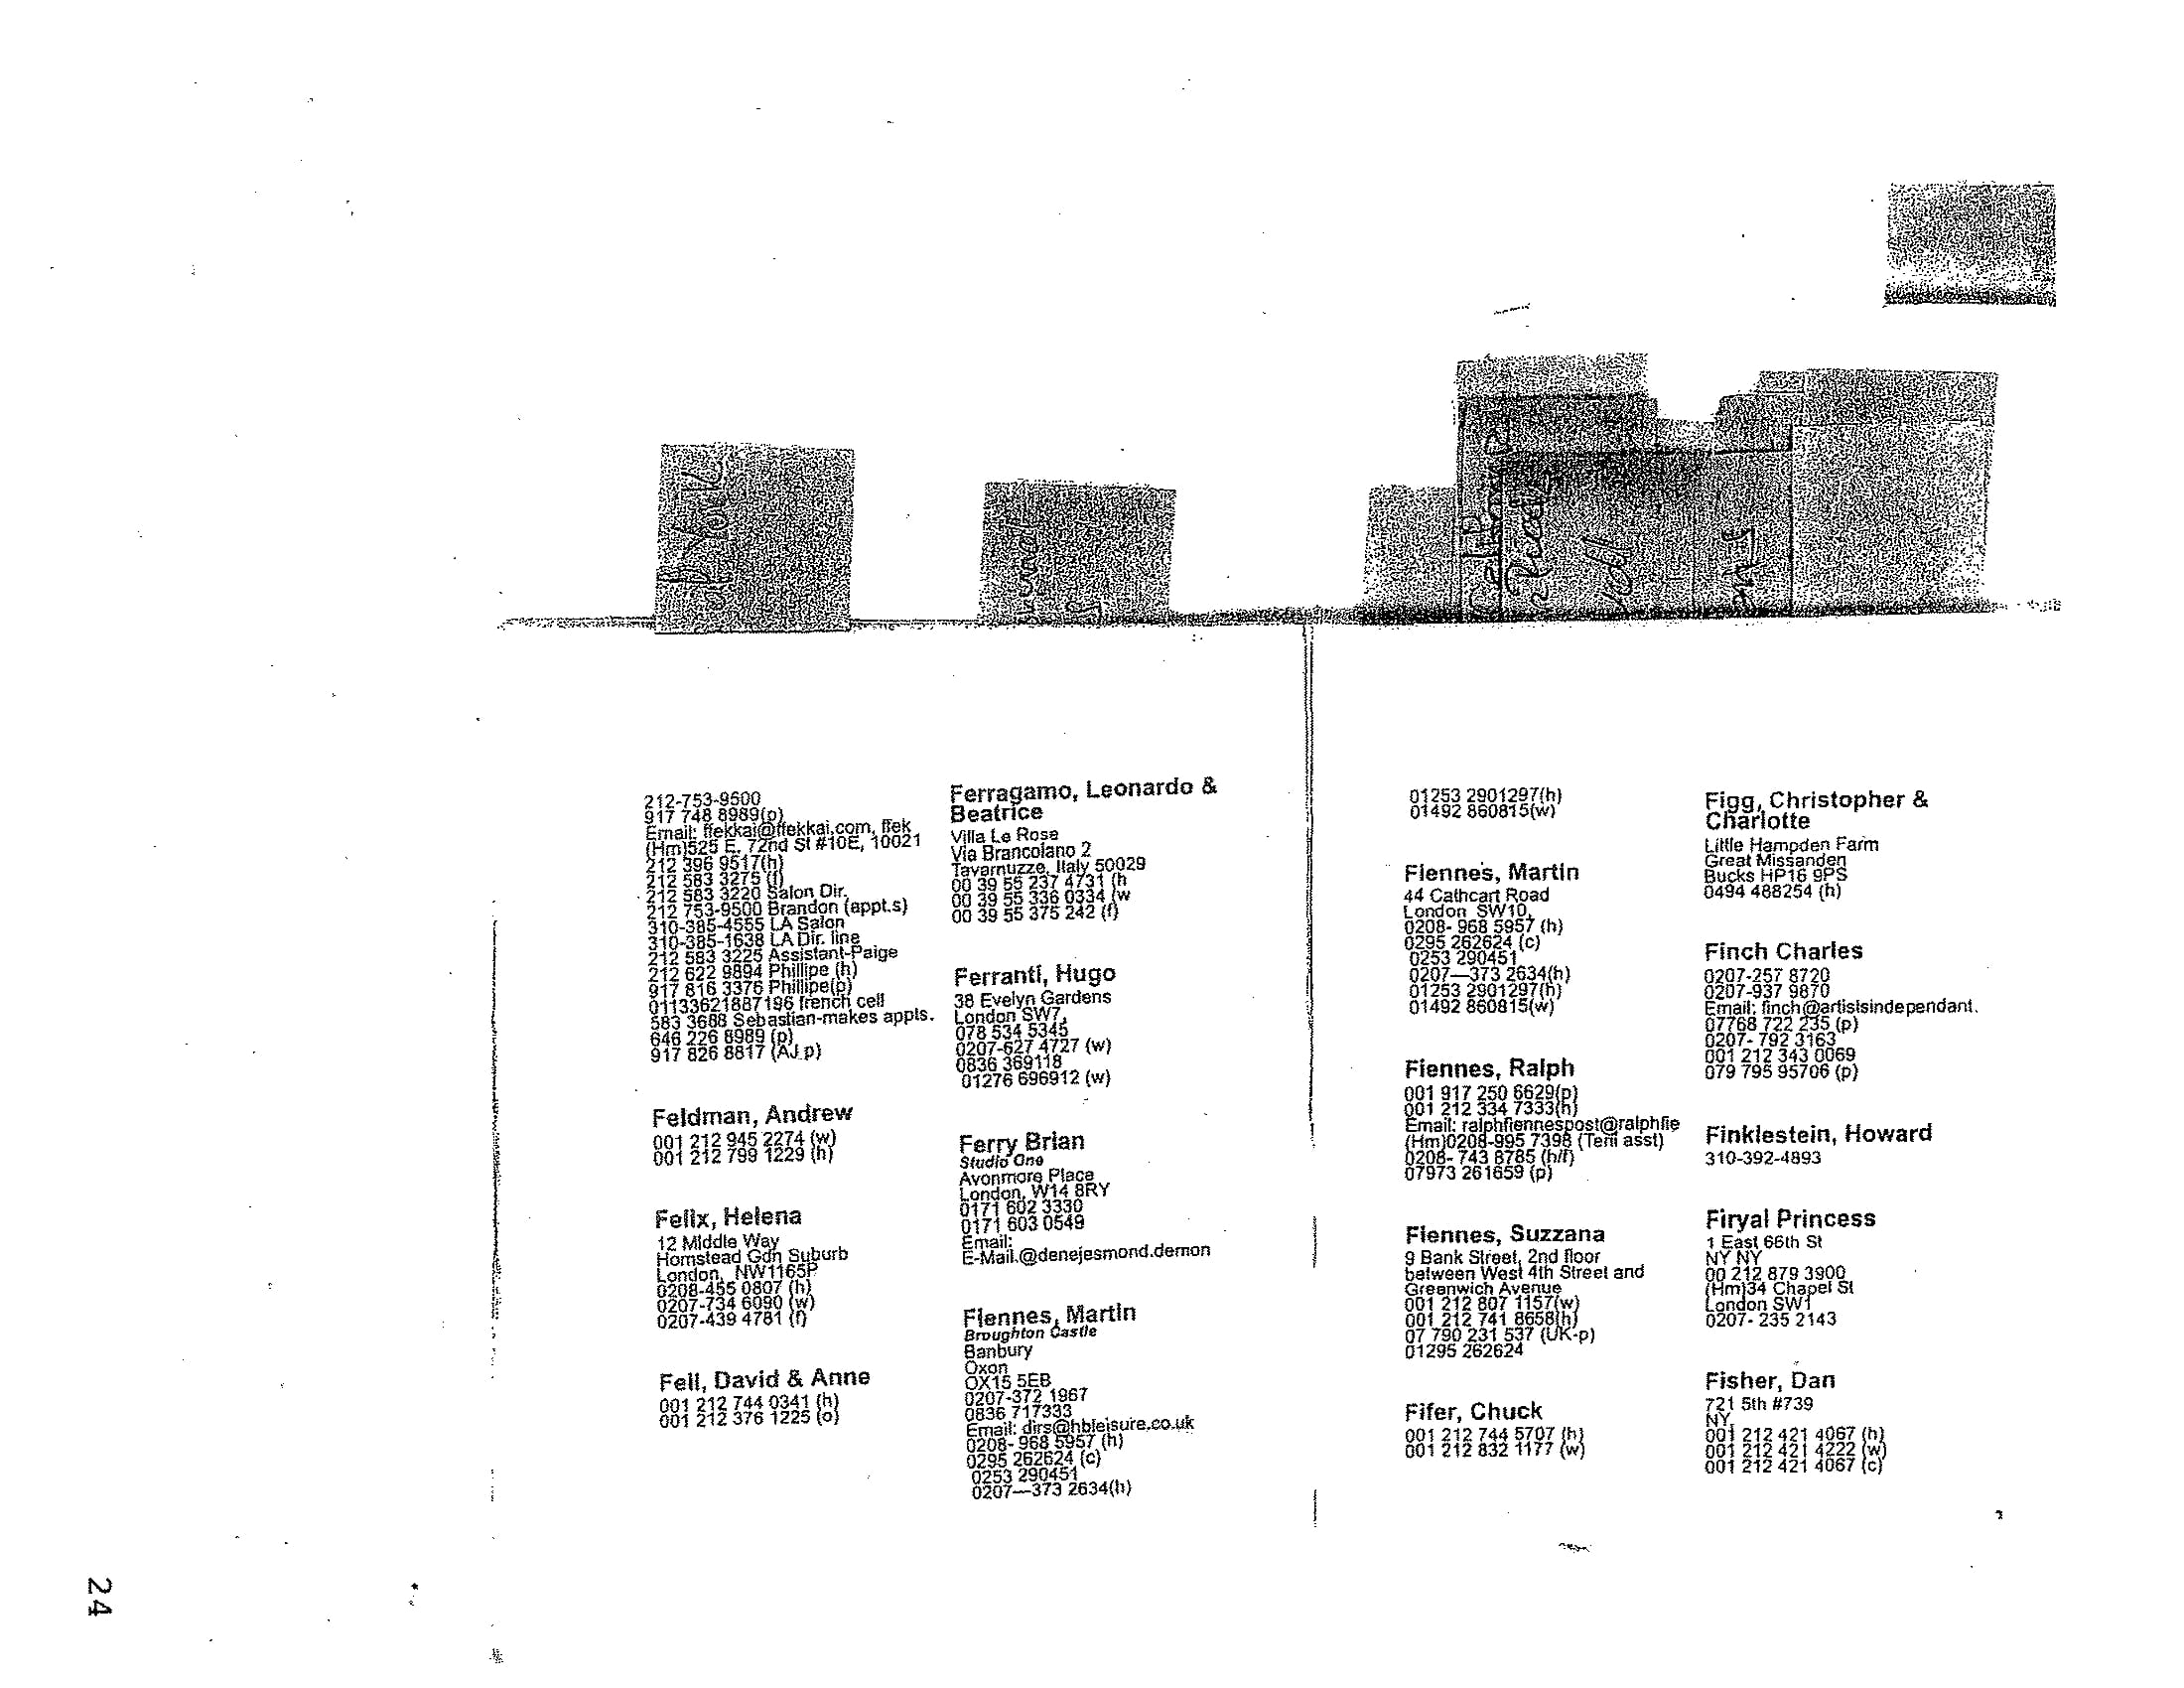 212-753-9500
917 748 8989(p)
Email: ffekkai@ffekkai.com, ffek
(Hm)525 E. 72nd St #10E, 10021
212 396 9517(h)
212 583 3275 (f)
212 583 3220 Salon Dir.
212 753-9500 Brandon (appt.s)
310-385-4555 LA Salon
310-385-1638 LA Dir. line
212 583 3225 Assistant-Paige
212 622 9894 Phillipe (h)
917 816 3376 Phillipe(p)
01133621887196 french cell
583 3688 Sebastian-makes appts.
646 226 8989 (p)
917 826 8817 (AJ p)
Feldman, Andrew
001 212 945 2274 (w)
001 212 799 1229 (h)
Felix, Helena
12 Middle Way
Homstead Gdn Suburb
London, NW1165P
0208-455 0807 (h)
0207-734 6090 (w)
0207-439 4781 (f)
Fell, David & Anne
001 212 744 0341 (h)
001 212 376 1225 (o)
Ferragamo, Leonardo &
Beatrice
Villa Le Rose
Via Brancolano 2
Tavarnuzze, Italy 50029
00 39 55 237 4731 (h
00 39 55 336 0334 (w
00 39 55 375 242 (f)
Ferranti, Hugo
38 Evelyn Gardens
London SW7,
078 534 5345
0207-627 4727 (w)
0836 369118
01276 696912 (w)
Ferry Brian
Studio One
Avonmore Place
London, W14 8RY
0171 602 3330
0171 603 0549
Email:
E-Mail.@denejesmond.demon
Fiennes, Martin
Broughton Castle
Banbury
Oxon
OX15 5EB
0207-372 1967
0836 717333
Email: dirs@hbleisure.co.uk
0208- 968 5957 (h)
0295 262624 (c)
0253 290451
0207—373 2634(h)
01253 2901297(h)
01492 860815(w)
Fiennes, Martin
44 Cathcart Road
London SW10,
0208- 968 5957 (h)
0295 262624 (c)
0253 290451
0207—373 2634(h)
01253 2901297(h)
01492 860815(w)
Fiennes, Ralph
001 917 250 6629(p)
001 212 334 7333(h)
Email: ralphfiennespost@ralphfie
(Hm)0208-995 7398 (Terri asst)
0208- 743 8785 (h/f)
07973 261659 (p)
Fiennes, Suzzana
9 Bank Street, 2nd floor
between West 4th Street and
Greenwich Avenue
001 212 807 1157(w)
001 212 741 8658(h)
07 790 231 537 (UK-p)
01295 262624
Fifer, Chuck
001 212 744 5707 (h)
001 212 832 1177 (w)
Figg, Christopher &
Charlotte
Little Hampden Farm
Great Missanden
Bucks HP16 9PS
0494 488254 (h)
Finch Charles
0207-257 8720
0207-937 9870
Email: finch@artistsindependant.
07768 722 235 (p)
0207- 792 3163
001 212 343 0069
079 795 95706 (p)
Finklestein, Howard
310-392-4893
Firyal Princess
1 East 66th St
NY NY
00 212 879 3900
(Hm)34 Chapel St
London SW1
0207- 235 2143
Fisher, Dan
721 5th #739
NY,
001 212 421 4067 (h)
001 212 421 4222 (w)
001 212 421 4067 (c)
24